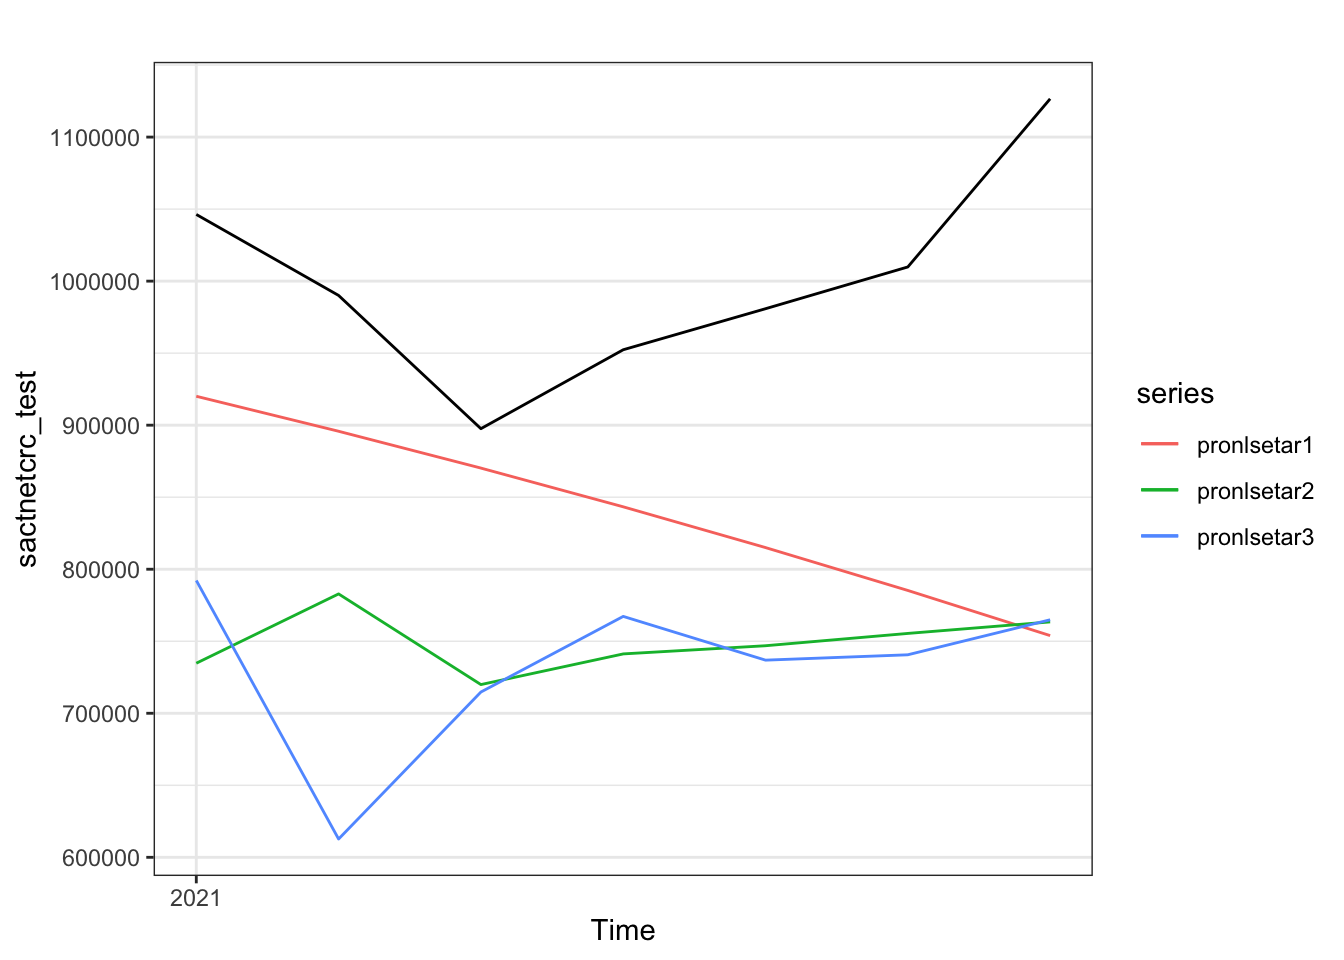 1100000
1000000
900000
800000
700000
600000
2021
Time
sactnetcrc_test
series
pronlsetar1
pronlsetar2
pronlsetar3